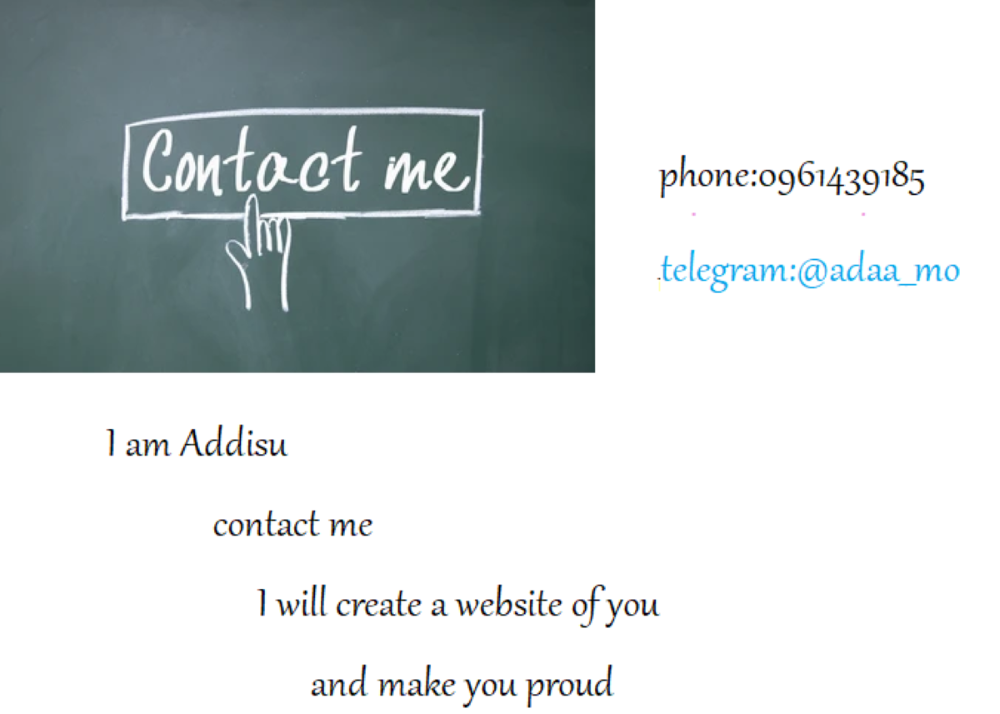 Contact me
phone:0961439185
telegram:@adaa_mo
I am Addisu
contact me
I will create a website of you
and make you proud